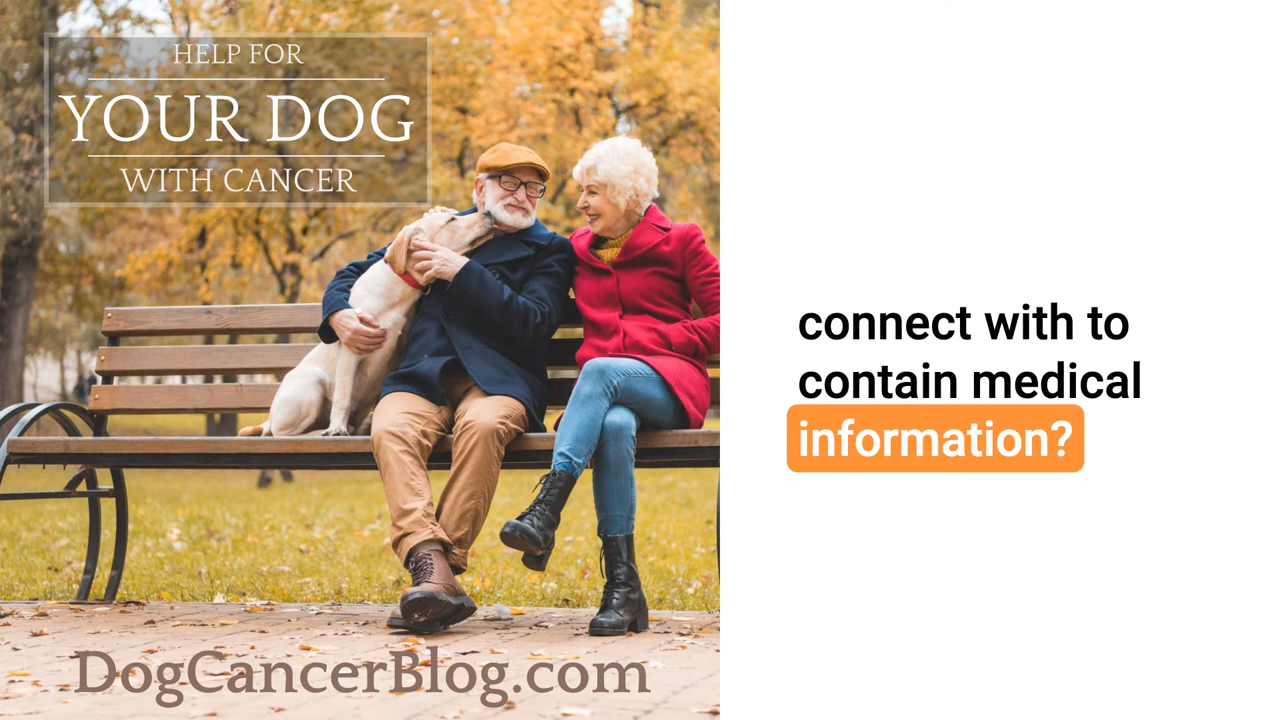 HELP FOR
YOUR DOG
WITH CANCER
DogCancerBlog.com
connect with to
contain medical
information?